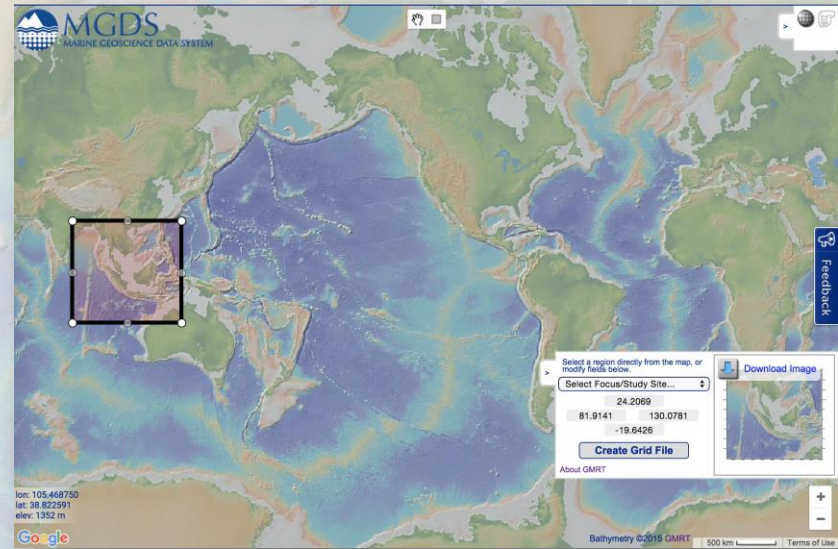 MGDS
MARINE GEOSCIENCE DATA SYSTEM
>
Feedback
>
Select a region directly from the map, or
modify fields below.
Select Focus/Study Site...
24.2069
81.9141 130.0781
-19.6426
Create Grid File
About GMRT
Download Image
lon: 105.468750
lat: 38.822591
elev: 1352 m
+
−
Google
Bathymetry ©2015 GMRT
500 km
Terms of Use